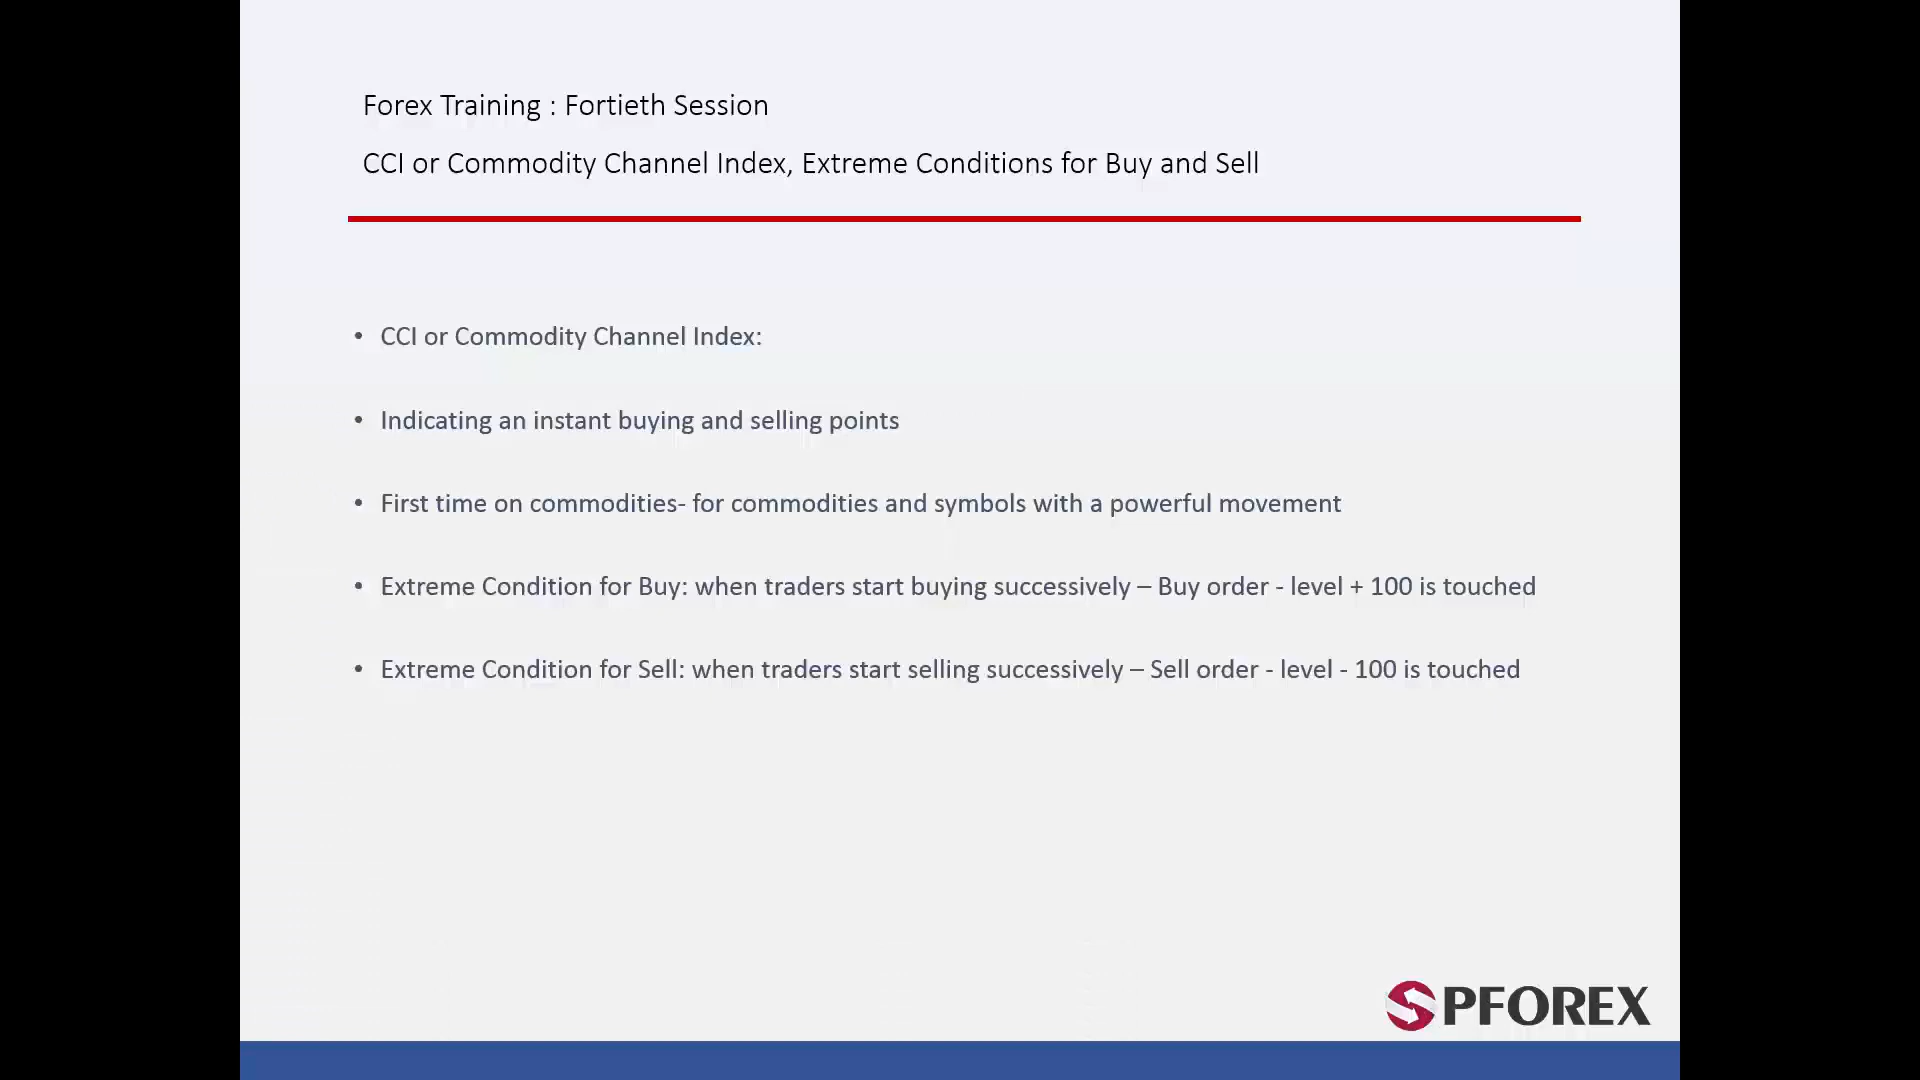 Forex Training : Fortieth Session
CCI or Commodity Channel Index, Extreme Conditions for Buy and Sell
• CCI or Commodity Channel Index:
• Indicating an instant buying and selling points
• First time on commodities- for commodities and symbols with a powerful movement
• Extreme Condition for Buy: when traders start buying successively – Buy order - level + 100 is touched
• Extreme Condition for Sell: when traders start selling successively – Sell order - level - 100 is touched
PFOREX